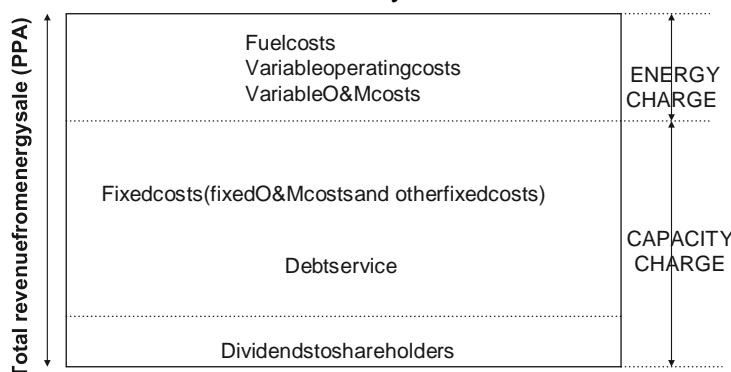 Total revenuefromenergysale (PPA)
Fuelcosts
Variableoperatingcosts
VariableO&Mcosts
ENERGY
CHARGE
Fixedcosts(fixedO&Mcostsand otherfixedcosts)
Debtservice
CAPACITY
CHARGE
Dividendstoshareholders